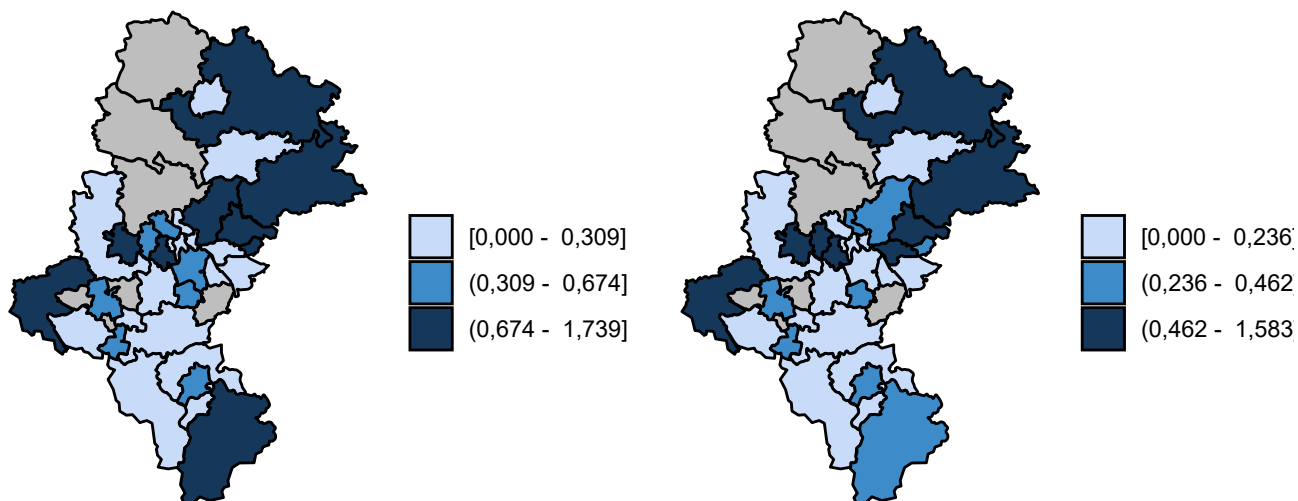 [0,000 - 0,309]
(0,309 - 0,674]
(0,674 - 1,739]
[0,000 - 0,236]
(0,236 - 0,462]
(0,462 - 1,583]